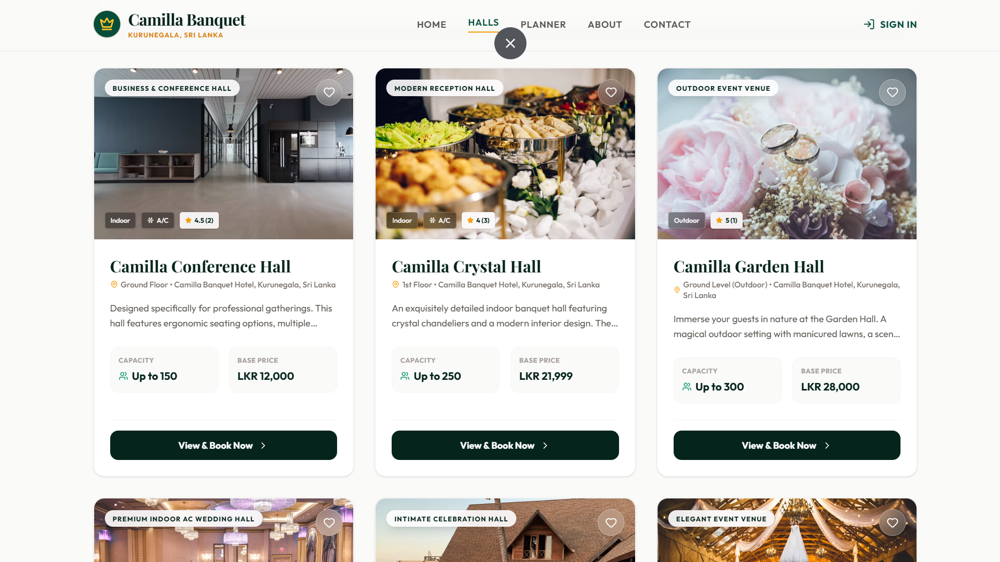 Camilla Banquet
KURUNEGALA, SRI LANKA
HOME
HALLS
PLANNER
ABOUT
CONTACT
SIGN IN
BUSINESS & CONFERENCE HALL
Indoor
A/C
4.5 (2)
Camilla Conference Hall
Ground Floor • Camilla Banquet Hotel, Kurunegala, Sri Lanka
Designed specifically for professional gatherings. This
hall features ergonomic seating options, multiple...
CAPACITY
Up to 150
BASE PRICE
LKR 12,000
View & Book Now
MODERN RECEPTION HALL
Indoor
A/C
4 (3)
Camilla Crystal Hall
1st Floor • Camilla Banquet Hotel, Kurunegala, Sri Lanka
An exquisitely detailed indoor banquet hall featuring
crystal chandeliers and a modern interior design. The...
CAPACITY
Up to 250
BASE PRICE
LKR 21,999
View & Book Now
OUTDOOR EVENT VENUE
Outdoor
5 (1)
Camilla Garden Hall
Ground Level (Outdoor) • Camilla Banquet Hotel, Kurunegala,
Sri Lanka
Immerse your guests in nature at the Garden Hall. A
magical outdoor setting with manicured lawns, a scen...
CAPACITY
Up to 300
BASE PRICE
LKR 28,000
View & Book Now
PREMIUM INDOOR AC WEDDING HALL
INTIMATE CELEBRATION HALL
ELEGANT EVENT VENUE